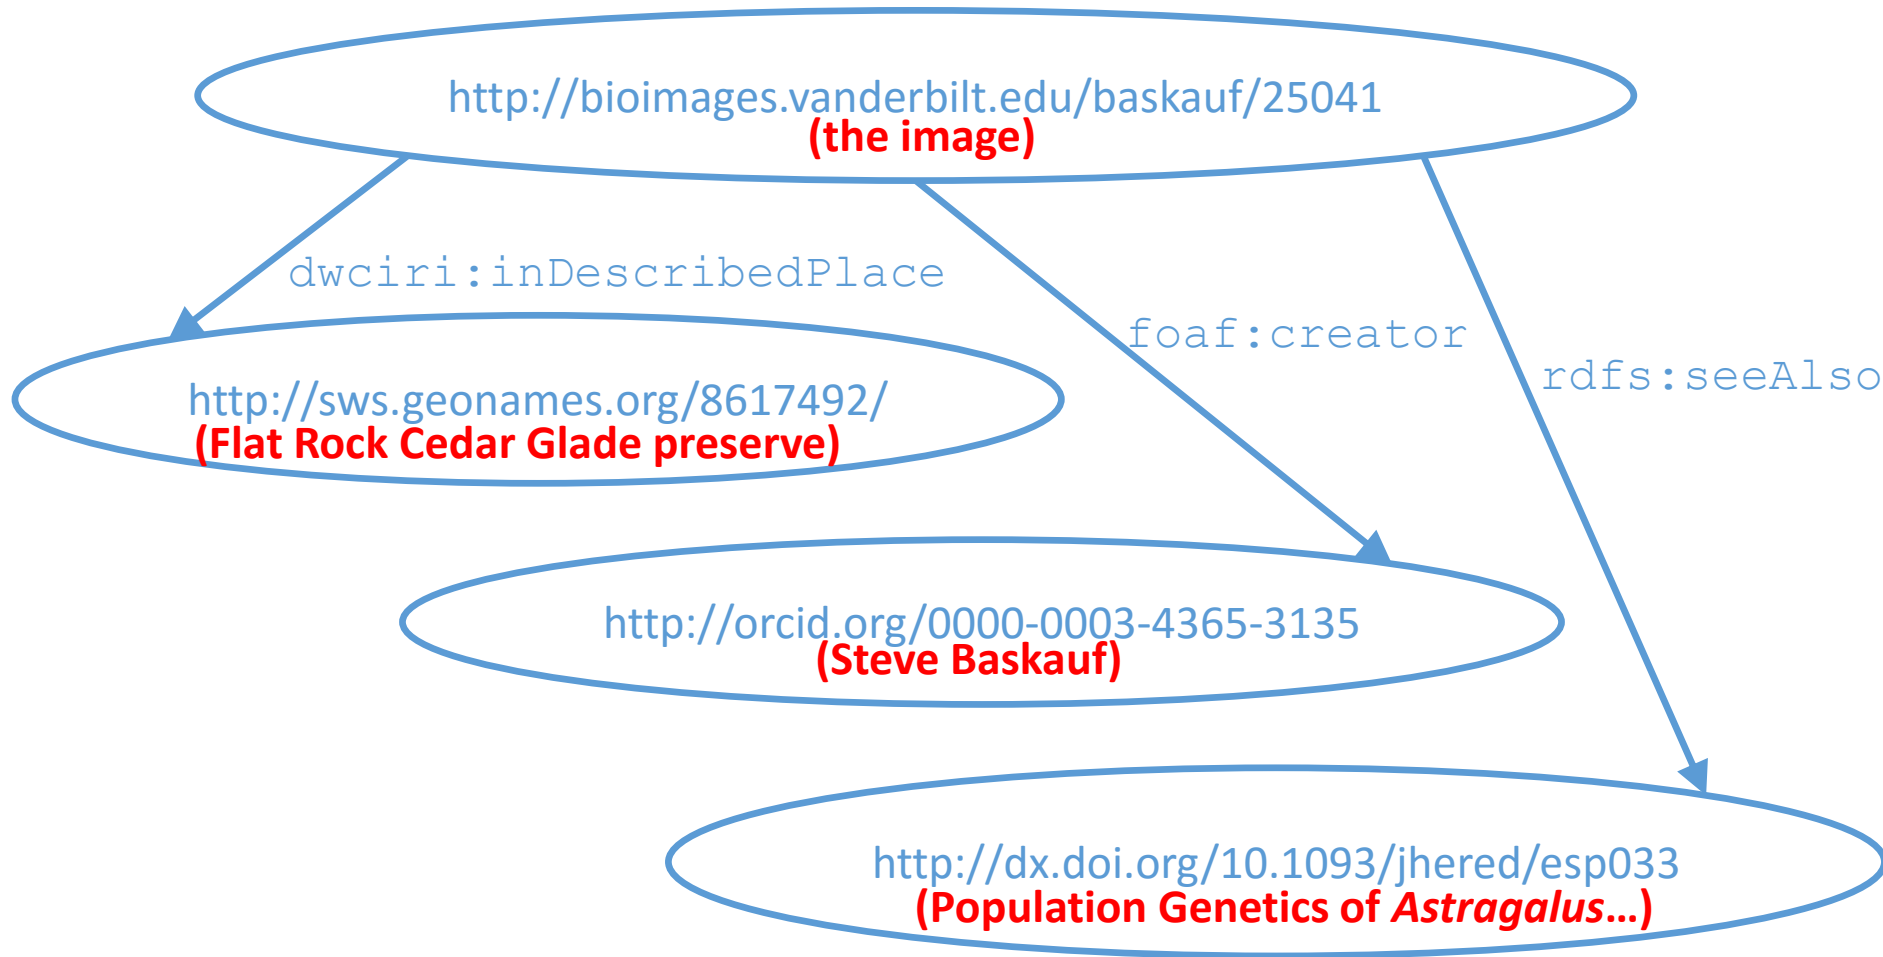 http://bioimages.vanderbilt.edu/baskauf/25041
(the image)
dwciri:inDescribedPlace
foaf:creator
rdfs:seeAlso
http://sws.geonames.org/8617492/
(Flat Rock Cedar Glade preserve)
http://orcid.org/0000-0003-4365-3135
(Steve Baskauf)
http://dx.doi.org/10.1093/jhered/esp033
(Population Genetics of Astragalus…)